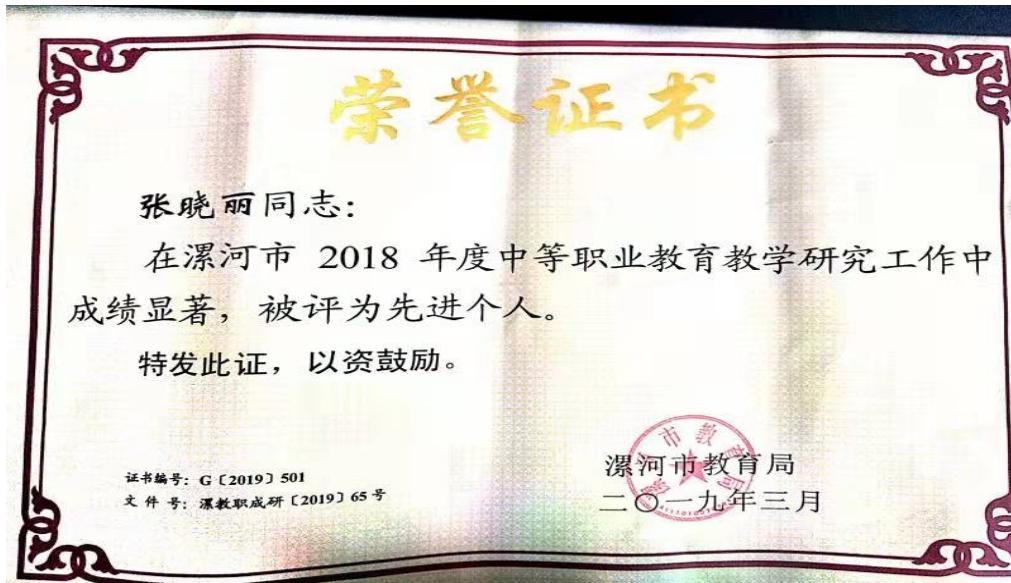 荣誉证书
张晓丽同志:
在漯河市 2018 年度中等职业教育教学研究工作中
成绩显著，被评为先进个人。
特发此证，以资鼓励。
证书编号: G〔2019〕501
文 件 号: 漯教职成研〔2019〕65 号
漯河市教育局
二〇一九年三月